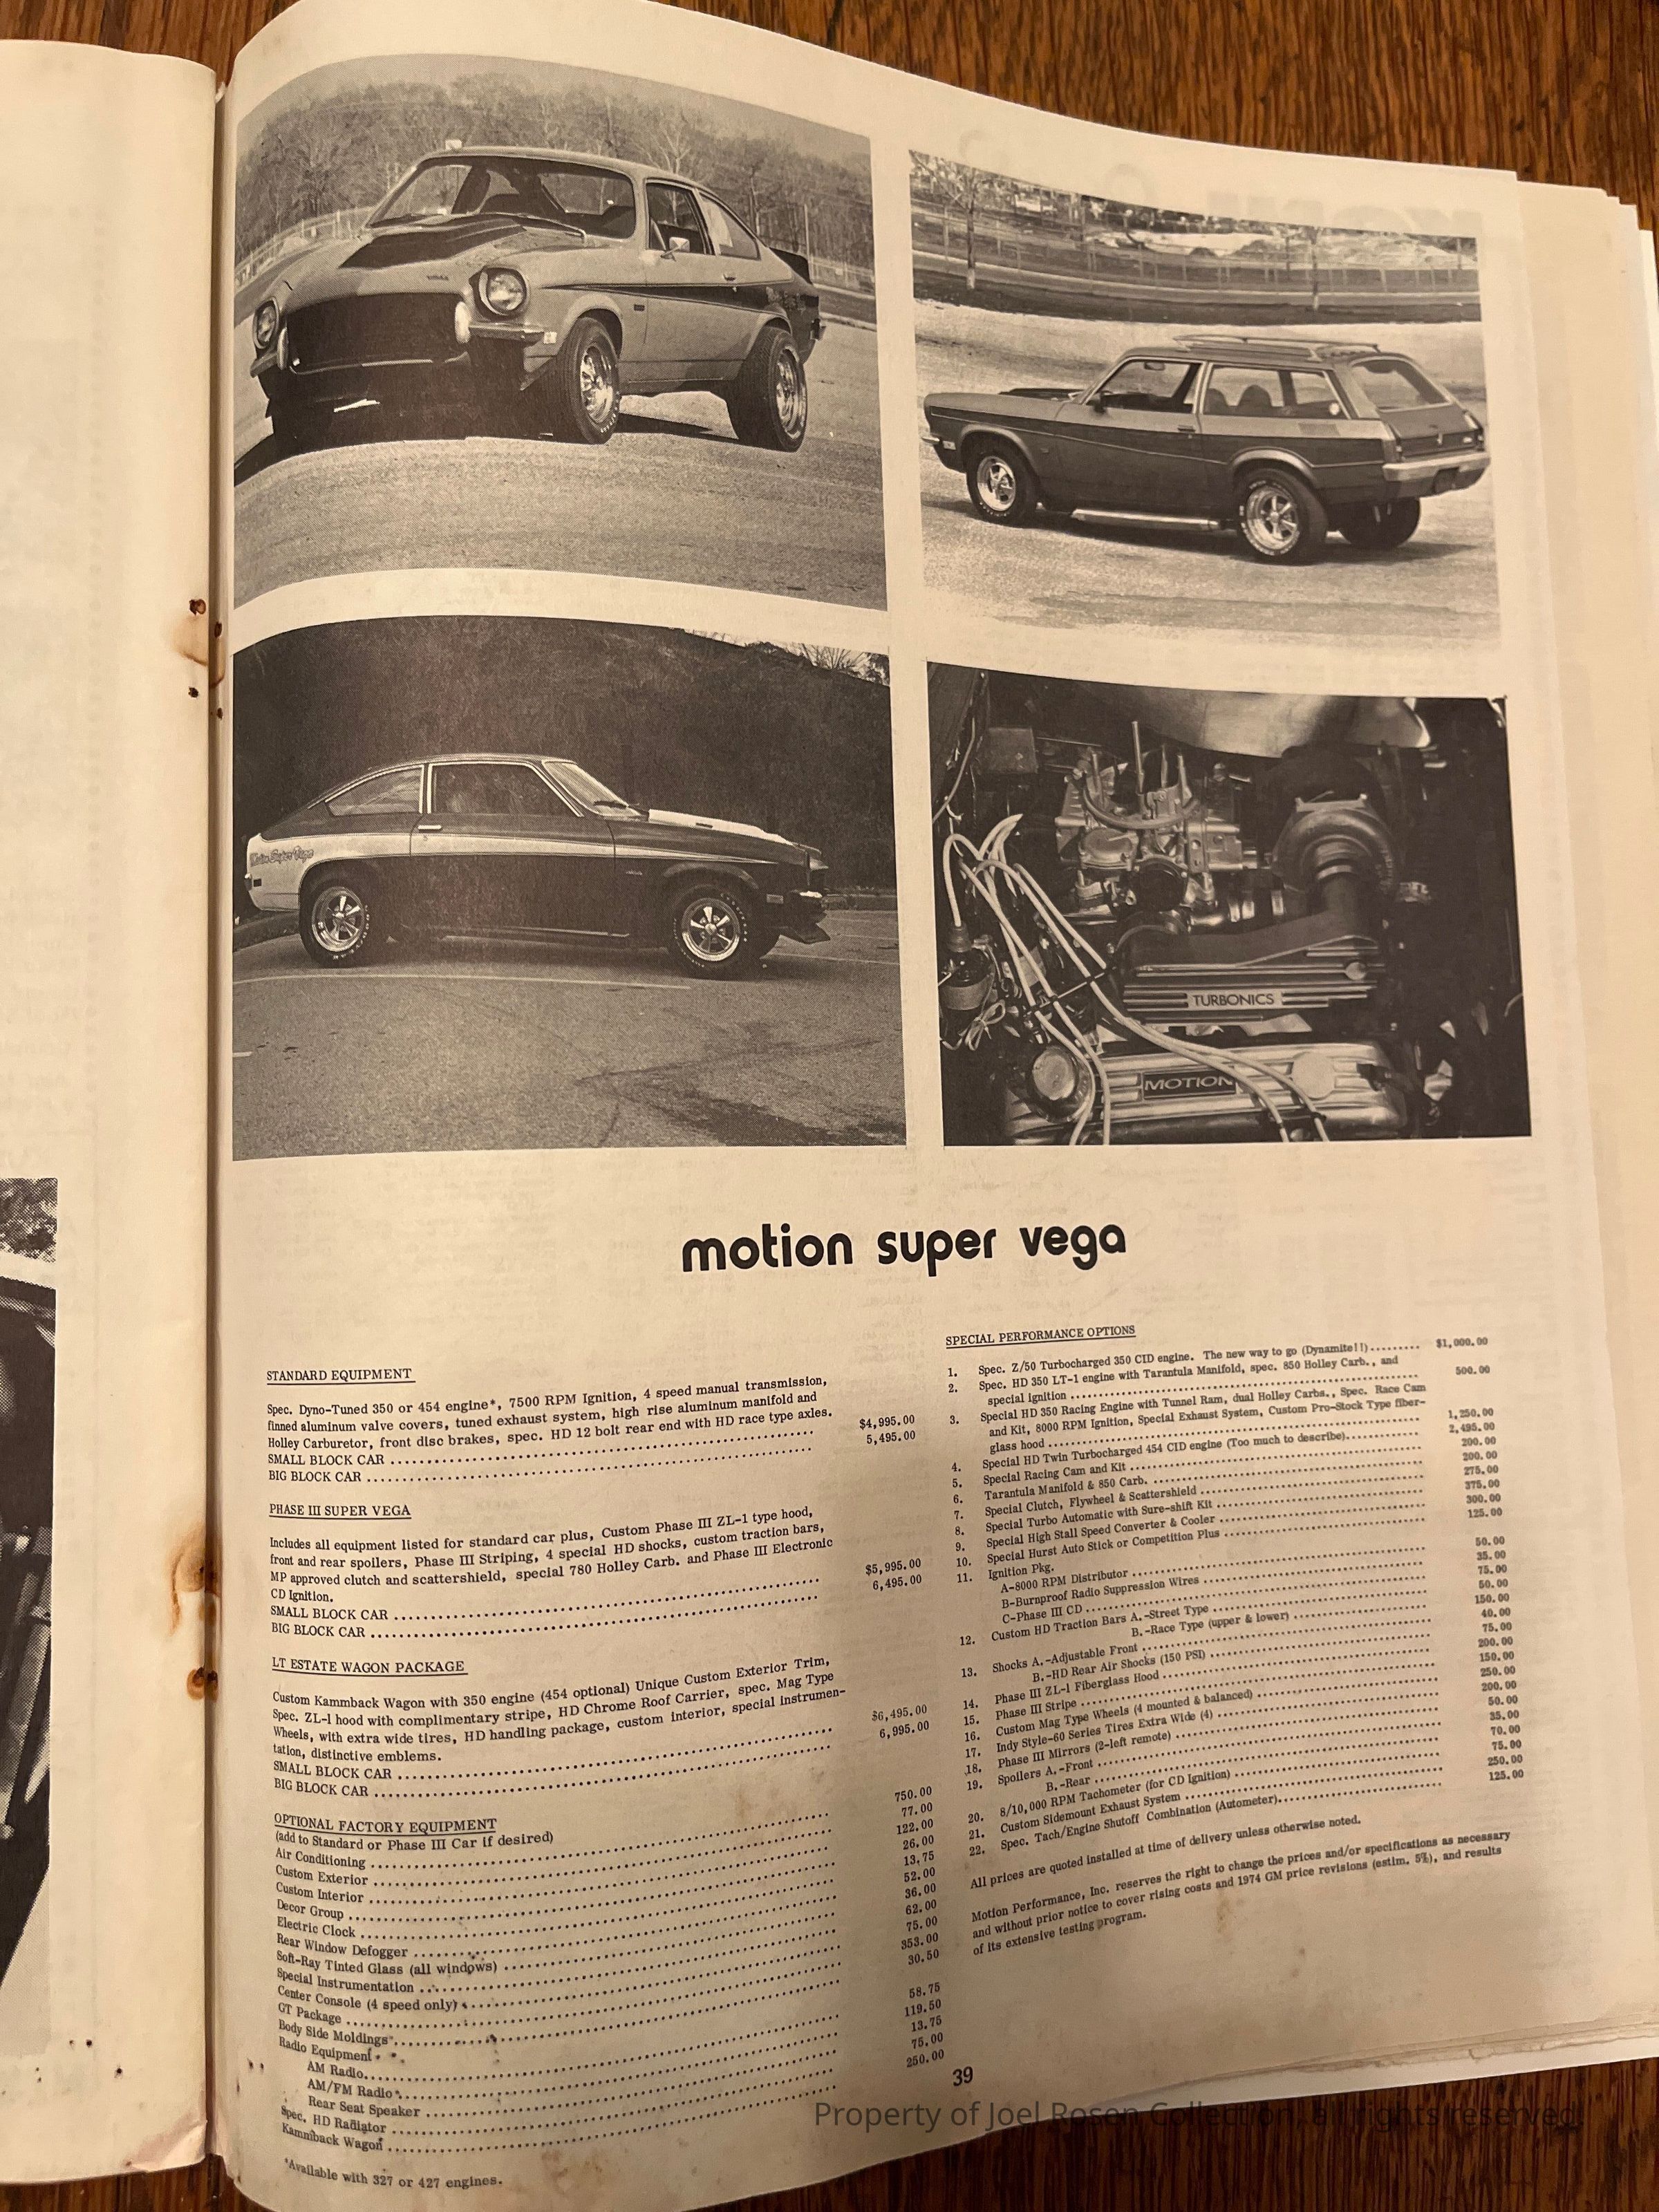 TURBONICS
MOTION
motion super vega
STANDARD EQUIPMENT
Spec. Dyno-Tuned 350 or 454 engine*, 7500 RPM Ignition, 4 speed manual transmission,
finned aluminum valve covers, tuned exhaust system, high rise aluminum manifold and
Holley Carburetor, front disc brakes, spec. HD 12 bolt rear end with HD race type axles.
SMALL BLOCK CAR ........ $4,995.00
BIG BLOCK CAR ........ 5,495.00
PHASE III SUPER VEGA
Includes all equipment listed for standard car plus, Custom Phase III ZL-1 type hood,
front and rear spoilers, Phase III Striping, 4 special HD shocks, custom traction bars,
MP approved clutch and scattershield, special 780 Holley Carb. and Phase III Electronic
CD Ignition.
SMALL BLOCK CAR ........ $5,995.00
BIG BLOCK CAR ........ 6,495.00
LT ESTATE WAGON PACKAGE
Custom Kammback Wagon with 350 engine (454 optional) Unique Custom Exterior Trim,
Spec. ZL-1 hood with complimentary stripe, HD Chrome Roof Carrier, spec. Mag Type
Wheels, with extra wide tires, HD handling package, custom interior, special instrumen-
tation, distinctive emblems.
SMALL BLOCK CAR ........ $6,495.00
BIG BLOCK CAR ........ 6,995.00
OPTIONAL FACTORY EQUIPMENT
(add to Standard or Phase III Car if desired)
Air Conditioning ........ 750.00
Custom Exterior ........ 77.00
Custom Interior ........ 122.00
Decor Group ........ 26.00
Electric Clock ........ 13.75
Rear Window Defogger ........ 52.00
Soft-Ray Tinted Glass (all windows) ........ 36.00
Special Instrumentation ........ 62.00
Center Console (4 speed only) ........ 75.00
GT Package ........ 353.00
Body Side Moldings ........ 30.50
Radio Equipment
AM Radio ........ 58.75
AM/FM Radio ........ 119.50
Rear Seat Speaker ........ 13.75
Spec. HD Radiator ........ 75.00
Kammback Wagon ........ 250.00
*Available with 327 or 427 engines.
SPECIAL PERFORMANCE OPTIONS
1. Spec. Z/50 Turbocharged 350 CID engine. The new way to go (Dynamite!!) ........ $1,000.00
2. Spec. HD 350 LT-1 engine with Tarantula Manifold, spec. 850 Holley Carb., and
special ignition ........ 500.00
3. Special HD 350 Racing Engine with Tunnel Ram, dual Holley Carbs., Spec. Race Cam
and Kit, 8000 RPM Ignition, Special Exhaust System, Custom Pro-Stock Type fiber-
glass hood ........ 1,250.00
4. Special HD Twin Turbocharged 454 CID engine (Too much to describe) ........ 2,495.00
5. Special Racing Cam and Kit ........ 200.00
6. Tarantula Manifold & 850 Carb. ........ 200.00
7. Special Clutch, Flywheel & Scattershield ........ 275.00
8. Special Turbo Automatic with Sure-shift Kit ........ 375.00
9. Special High Stall Speed Converter & Cooler ........ 300.00
10. Special Hurst Auto Stick or Competition Plus ........ 125.00
11. Ignition Pkg.
A-8000 RPM Distributor ........ 50.00
B-Burnproof Radio Suppression Wires ........ 35.00
C-Phase III CD ........ 75.00
12. Custom HD Traction Bars A.-Street Type ........ 50.00
B.-Race Type (upper & lower) ........ 150.00
13. Shocks A.-Adjustable Front ........ 40.00
B.-HD Rear Air Shocks (150 PSI) ........ 75.00
14. Phase III ZL-1 Fiberglass Hood ........ 200.00
15. Phase III Stripe ........ 150.00
16. Custom Mag Type Wheels (4 mounted & balanced) ........ 250.00
17. Indy Style-60 Series Tires Extra Wide (4) ........ 200.00
18. Phase III Mirrors (2-left remote) ........ 50.00
19. Spoilers A.-Front ........ 35.00
B.-Rear ........ 70.00
20. 8/10,000 RPM Tachometer (for CD Ignition) ........ 75.00
21. Custom Sidemount Exhaust System ........ 250.00
22. Spec. Tach/Engine Shutoff Combination (Autometer) ........ 125.00
All prices are quoted installed at time of delivery unless otherwise noted.
Motion Performance, Inc. reserves the right to change the prices and/or specifications as necessary
and without prior notice to cover rising costs and 1974 GM price revisions (estim. 5%), and results
of its extensive testing program.
39
Property of Joel Rosen Collection, all rights reserved